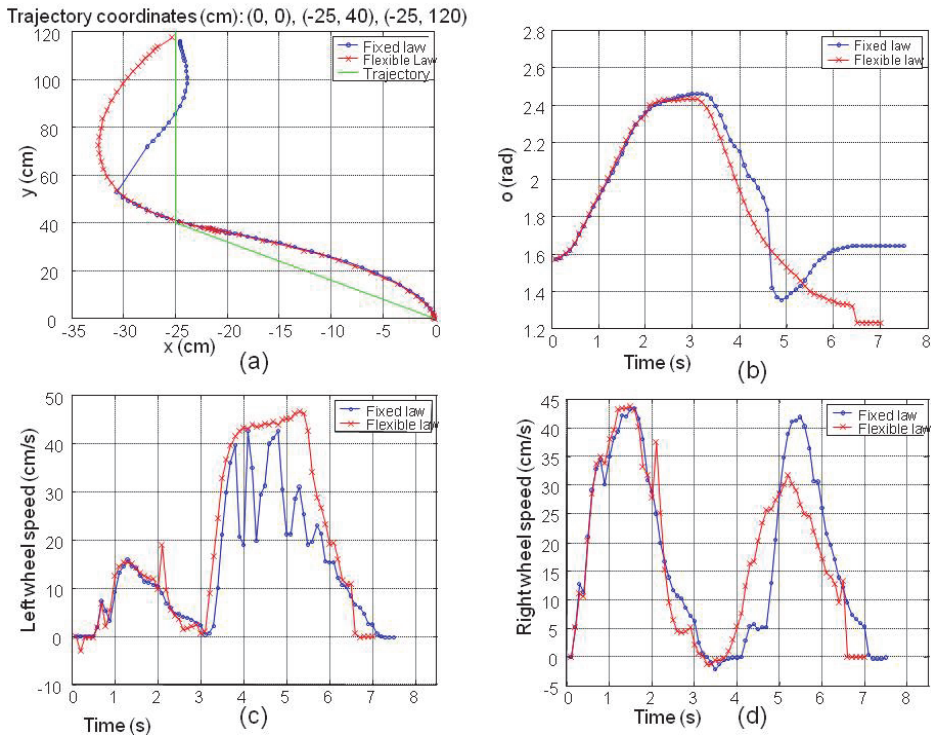 Trajectory coordinates (cm): (0, 0), (-25, 40), (-25, 120)
120
100
80
60
40
20
0
y (cm)
-35 -30 -25 -20 -15 -10 -5 0
x (cm)
(a)
Fixed law
Flexible Law
Trajectory
2.8
2.6
2.4
2.2
2
1.8
1.6
1.4
1.2
o (rad)
0 1 2 3 4 5 6 7 8
Time (s)
(b)
Fixed law
Flexible law
50
40
30
20
10
0
-10
Left wheel speed (cm/s)
0 1 2 3 4 5 6 7 8
Time (s)
(c)
Fixed law
Flexible law
45
40
35
30
25
20
15
10
5
0
-5
Right wheel speed (cm/s)
0 1 2 3 4 5 6 7 8
Time (s)
(d)
Fixed law
Flexible law